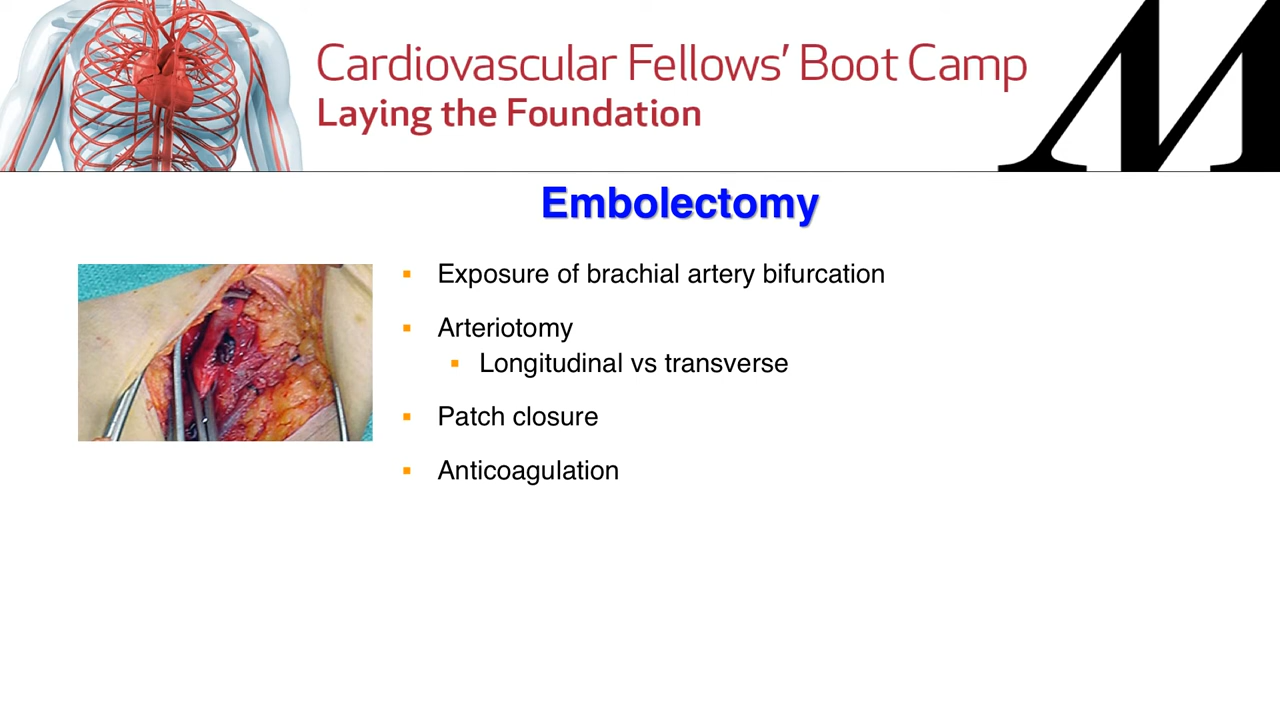 Cardiovascular Fellows’ Boot Camp
Laying the Foundation
M
Embolectomy
Exposure of brachial artery bifurcation
Arteriotomy
Longitudinal vs transverse
Patch closure
Anticoagulation